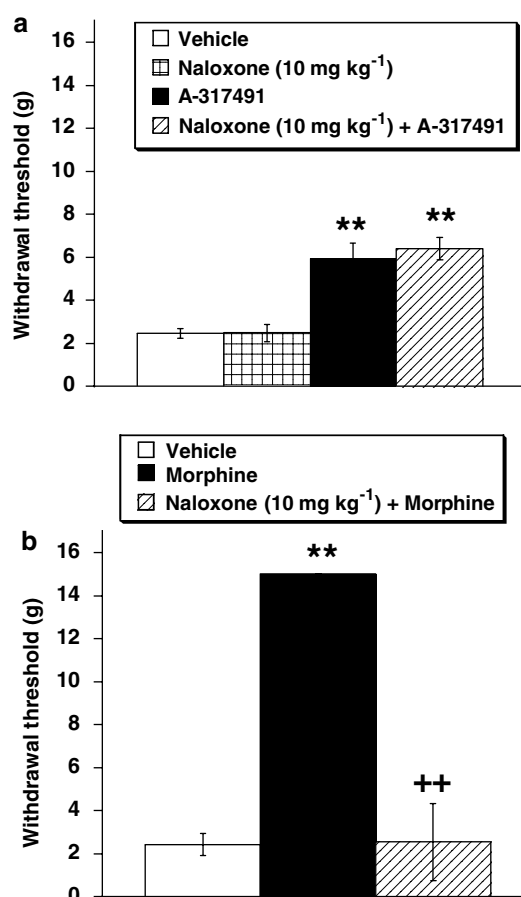 a
Withdrawal threshold (g)
16
14
12
10
8
6
4
2
0
Vehicle
Naloxone (10 mg kg⁻¹)
A-317491
Naloxone (10 mg kg⁻¹) + A-317491
**
**
Vehicle
Morphine
Naloxone (10 mg kg⁻¹) + Morphine
b
Withdrawal threshold (g)
16
14
12
10
8
6
4
2
0
**
++